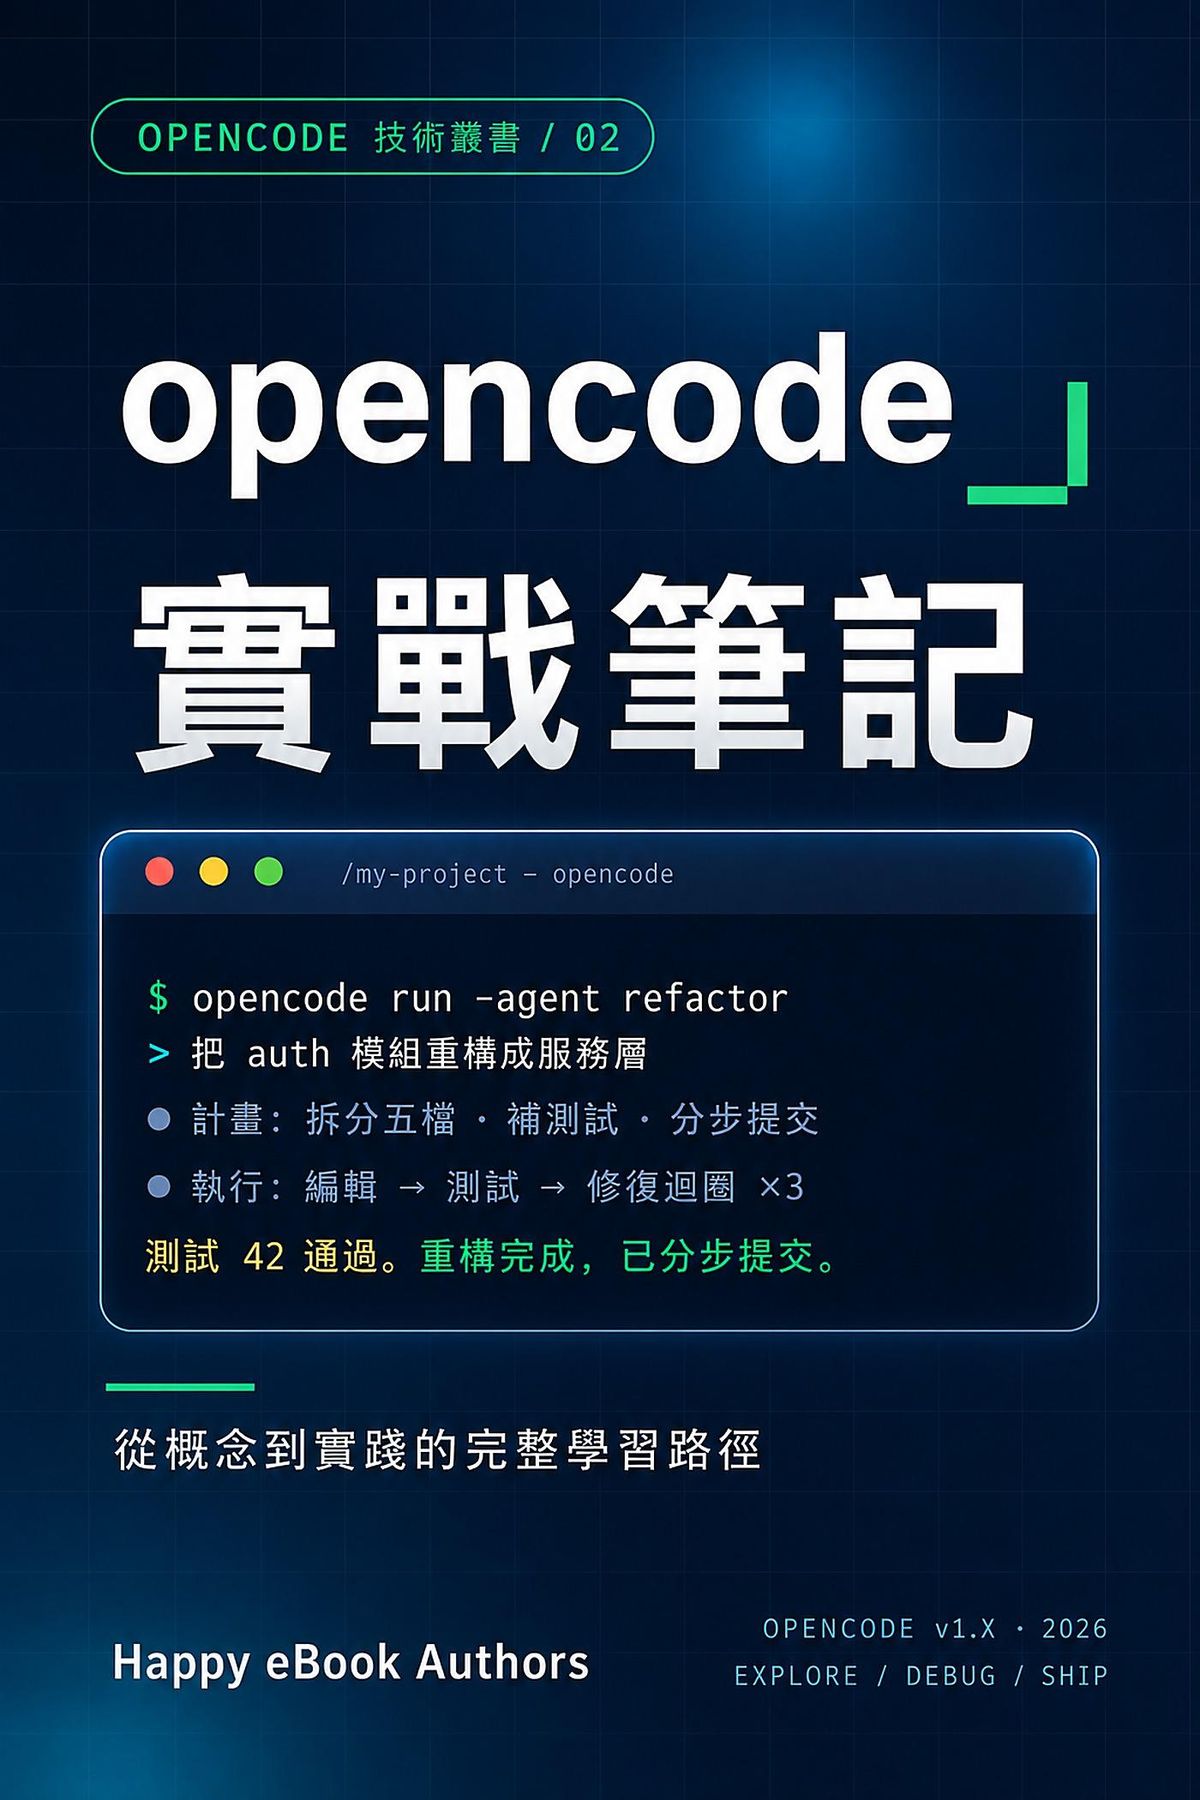 OPENCODE 技術叢書 / 02
opencode_
實戰筆記
/my-project – opencode
$ opencode run –agent refactor
> 把 auth 模組重構成服務層
● 計畫: 拆分五檔 · 補測試 · 分步提交
● 執行: 編輯 → 測試 → 修復迴圈 ×3
測試 42 通過。重構完成, 已分步提交。
從概念到實踐的完整學習路徑
OPENCODE v1.X · 2026
Happy eBook Authors
EXPLORE / DEBUG / SHIP